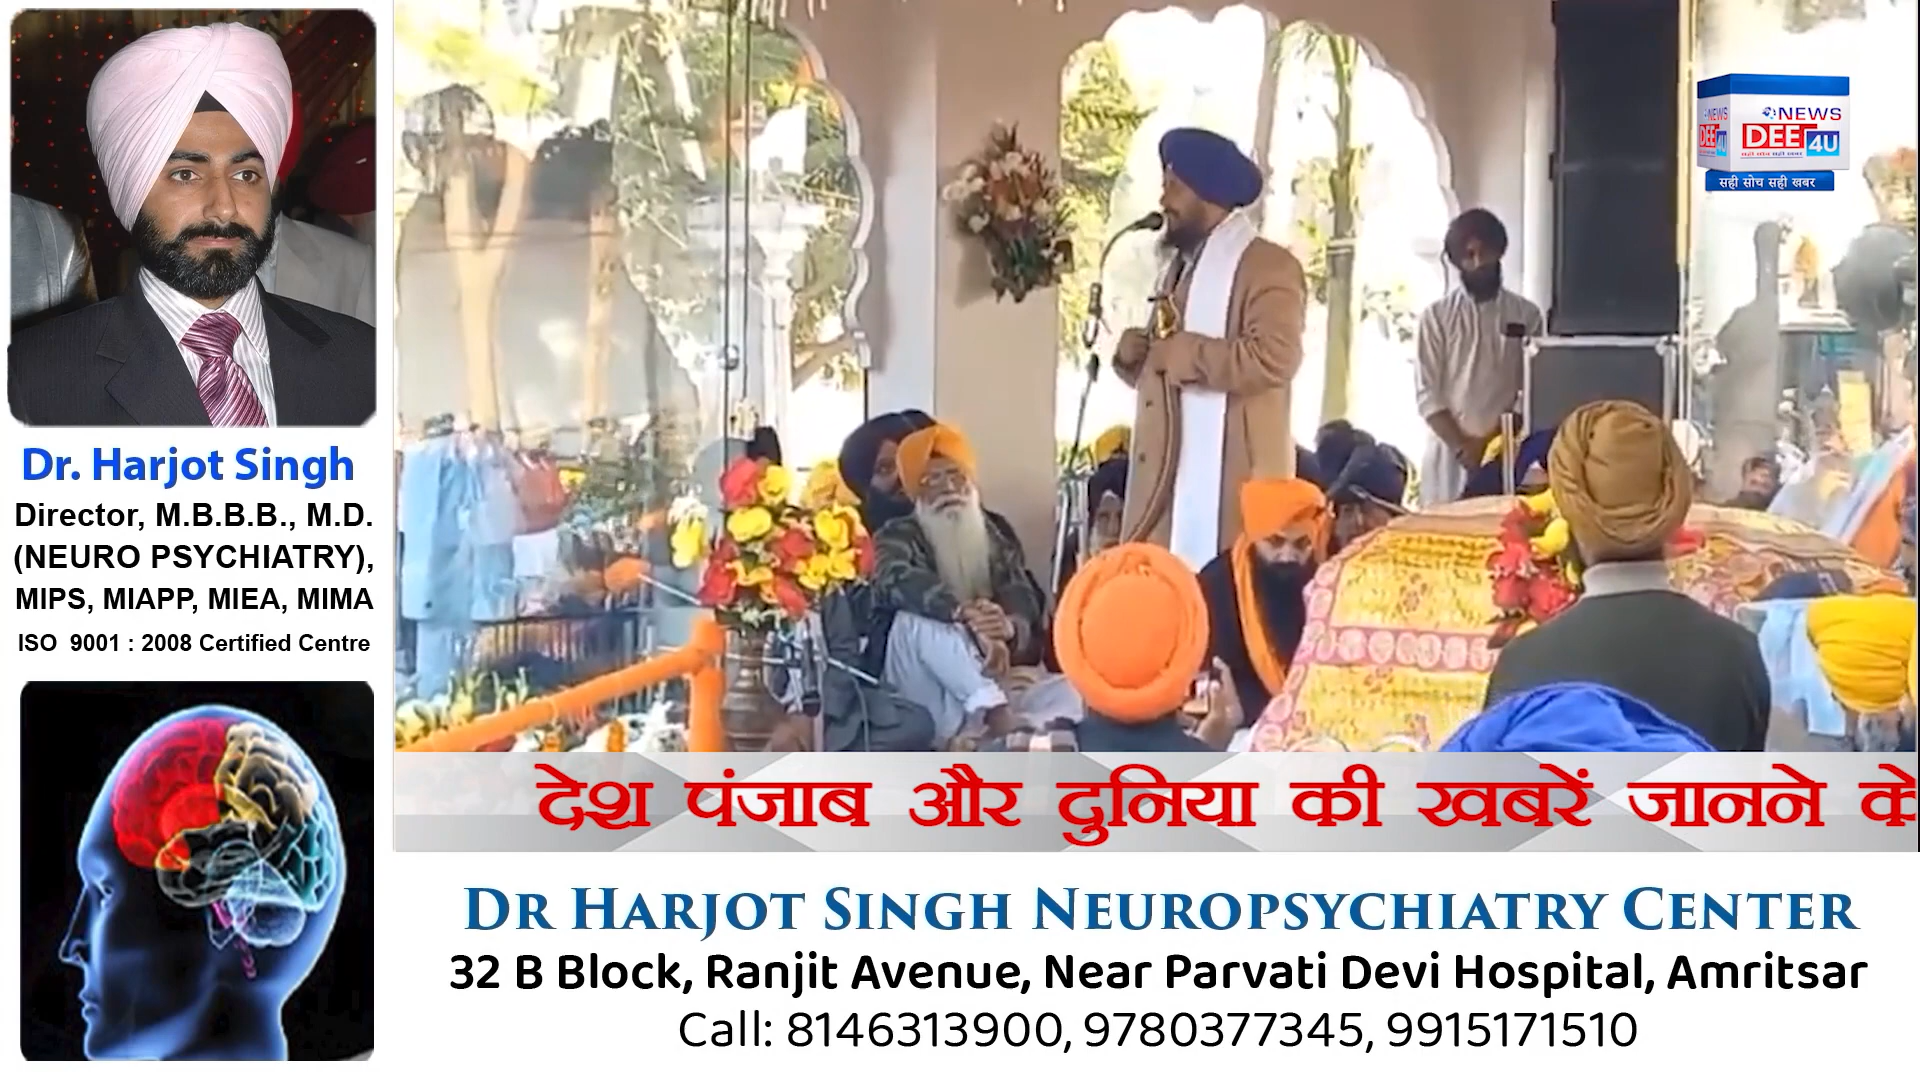 Dr. Harjot Singh
Director, M.B.B.B., M.D.
(NEURO PSYCHIATRY),
MIPS, MIAPP, MIEA, MIMA
ISO 9001 : 2008 Certified Centre
NEWS
DEE 4U
सही सोच सही खबर
देश पंजाब और दुनिया की खबरें जानने के
DR HARJOT SINGH NEUROPSYCHIATRY CENTER
32 B Block, Ranjit Avenue, Near Parvati Devi Hospital, Amritsar
Call: 8146313900, 9780377345, 9915171510